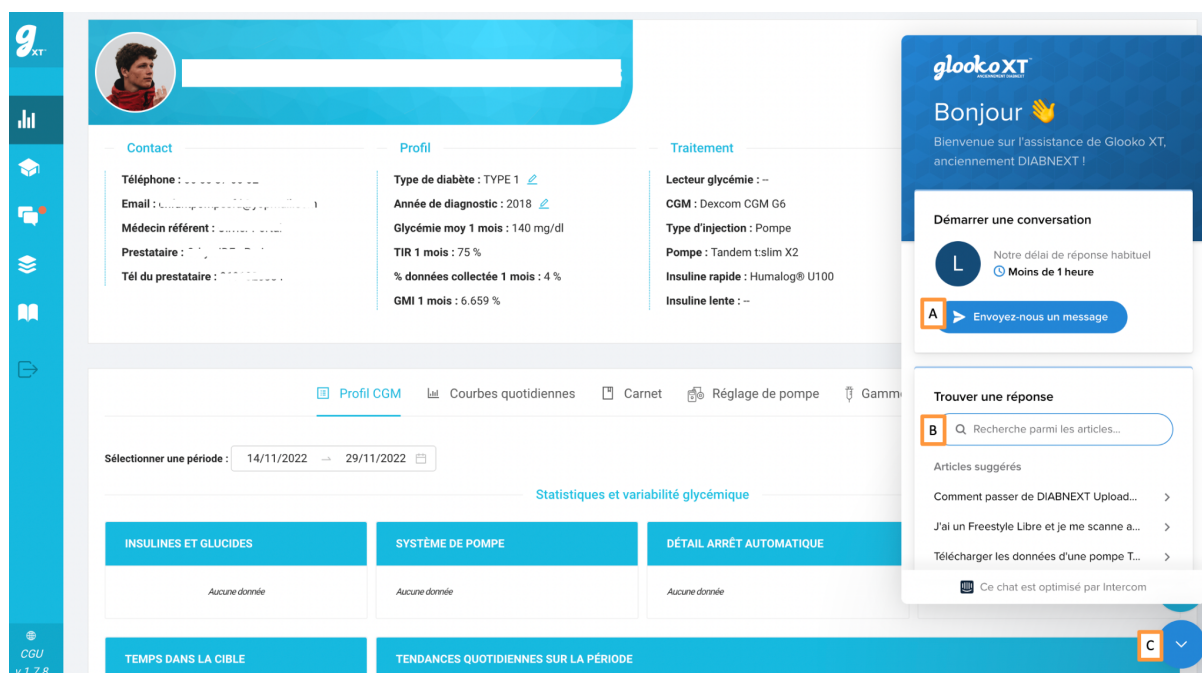 g
XT
Contact
Téléphone :
Email :
Médecin référent :
Prestataire :
Tél du prestataire :
Profil
Type de diabète : TYPE 1
Année de diagnostic : 2018
Glycémie moy 1 mois : 140 mg/dl
TIR 1 mois : 75 %
% données collectée 1 mois : 4 %
GMI 1 mois : 6.659 %
Traitement
Lecteur glycémie : --
CGM : Dexcom CGM G6
Type d'injection : Pompe
Pompe : Tandem t:slim X2
Insuline rapide : Humalog® U100
Insuline lente : --
Profil CGM
Courbes quotidiennes
Carnet
Réglage de pompe
Gamm
Sélectionner une période : 14/11/2022 → 29/11/2022
Statistiques et variabilité glycémique
INSULINES ET GLUCIDES
Aucune donnée
SYSTÈME DE POMPE
Aucune donnée
DÉTAIL ARRÊT AUTOMATIQUE
Aucune donnée
TEMPS DANS LA CIBLE
TENDANCES QUOTIDIENNES SUR LA PÉRIODE
CGU
v 1.7.8
glooko XT
ANCIENNEMENT DIABNEXT
Bonjour 👋
Bienvenue sur l'assistance de Glooko XT,
anciennement DIABNEXT !
Démarrer une conversation
L
Notre délai de réponse habituel
Moins de 1 heure
A
Envoyez-nous un message
Trouver une réponse
B
Recherche parmi les articles...
Articles suggérés
Comment passer de DIABNEXT Upload...
J'ai un Freestyle Libre et je me scanne a...
Télécharger les données d'une pompe T...
Ce chat est optimisé par Intercom
C